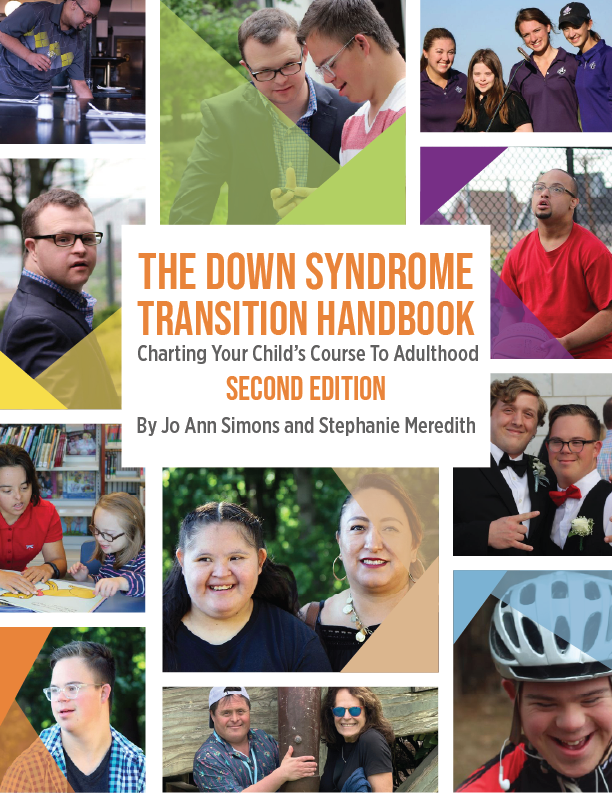 THE DOWN SYNDROME
TRANSITION HANDBOOK
Charting Your Child's Course To Adulthood
SECOND EDITION
By Jo Ann Simons and Stephanie Meredith